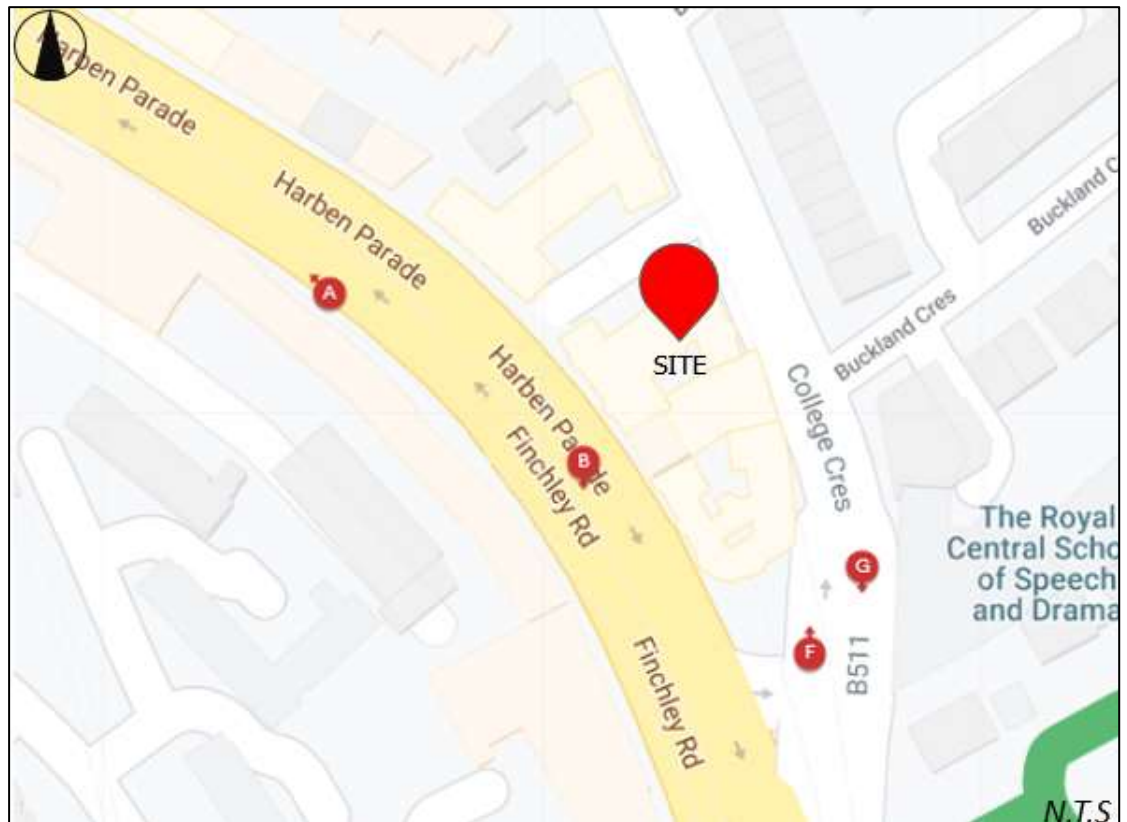 Harben Parade
Harben Parade
Buckland C
A
Buckland Cres
SITE
Harben Parade
College Cres
B
Finchley Rd
The Royal
Central Scho
of Speech
and Drama
G
F
B511
Finchley Rd
N.T.S